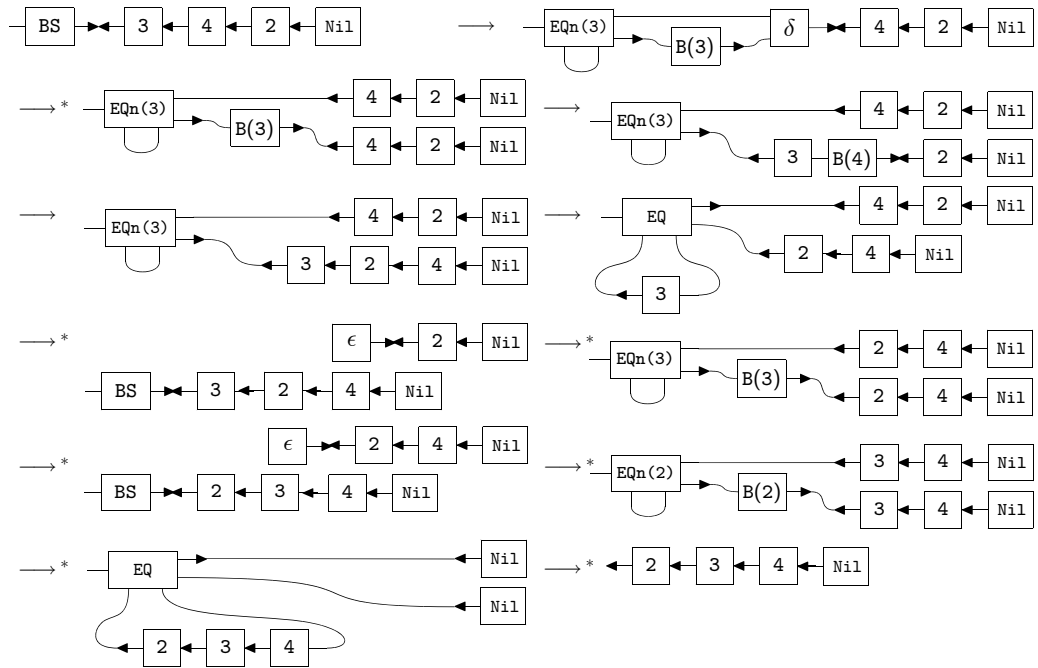 BS 3 4 2 Nil ⟶ EQn(3) B(3) δ 4 2 Nil
⟶* EQn(3) 4 2 Nil
B(3) 4 2 Nil
⟶ EQn(3) 4 2 Nil
3 B(4) 2 Nil
⟶ EQn(3) 4 2 Nil
3 2 4 Nil
⟶ EQ 4 2 Nil
2 4 Nil
3
⟶* ϵ 2 Nil
BS 3 2 4 Nil
⟶* EQn(3) 2 4 Nil
B(3) 2 4 Nil
⟶* ϵ 2 4 Nil
BS 2 3 4 Nil
⟶* EQn(2) 3 4 Nil
B(2) 3 4 Nil
⟶* EQ Nil
Nil
2 3 4
⟶* 2 3 4 Nil